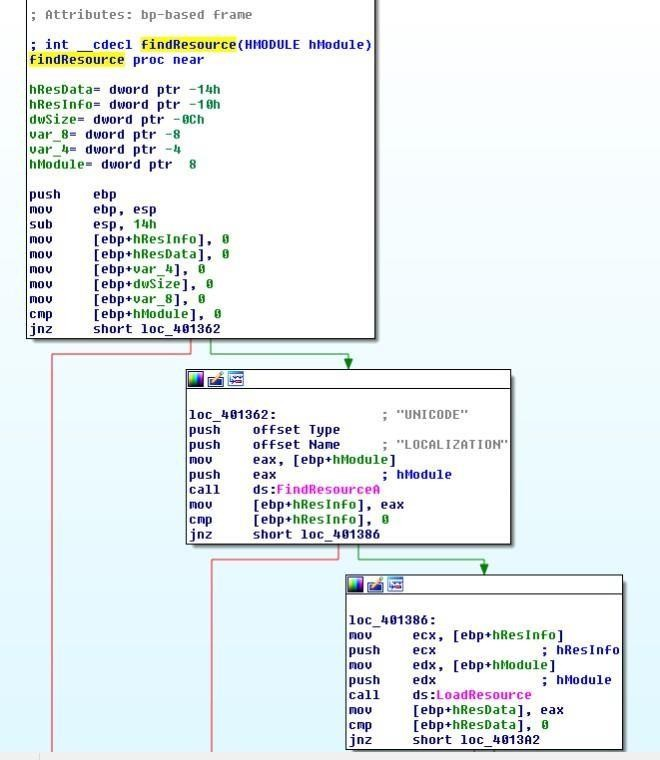 ; Attributes: bp-based frame
; int __cdecl findResource(HMODULE hModule)
findResource proc near
hResData= dword ptr -14h
hResInfo= dword ptr -10h
dwSize= dword ptr -0Ch
var_8= dword ptr -8
var_4= dword ptr -4
hModule= dword ptr  8
push    ebp
mov     ebp, esp
sub     esp, 14h
mov     [ebp+hResInfo], 0
mov     [ebp+hResData], 0
mov     [ebp+var_4], 0
mov     [ebp+dwSize], 0
mov     [ebp+var_8], 0
cmp     [ebp+hModule], 0
jnz     short loc_401362
loc_401362:             ; "UNICODE"
push    offset Type
push    offset Name     ; "LOCALIZATION"
mov     eax, [ebp+hModule]
push    eax             ; hModule
call    ds:FindResourceA
mov     [ebp+hResInfo], eax
cmp     [ebp+hResInfo], 0
jnz     short loc_401386
loc_401386:
mov     ecx, [ebp+hResInfo]
push    ecx             ; hResInfo
mov     edx, [ebp+hModule]
push    edx             ; hModule
call    ds:LoadResource
mov     [ebp+hResData], eax
cmp     [ebp+hResData], 0
jnz     short loc_4013A2